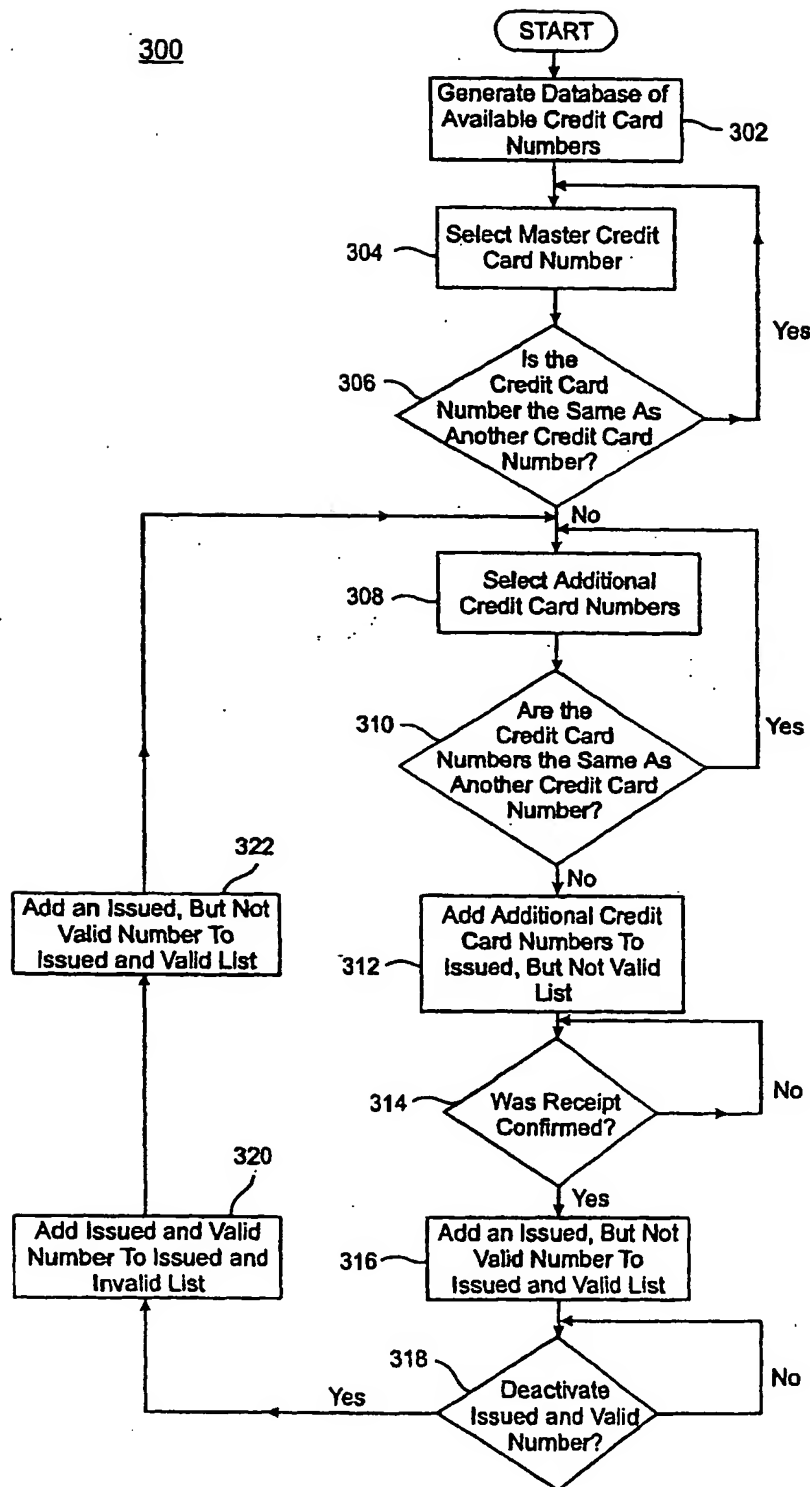 300
START
Generate Database of
Available Credit Card
Numbers
302
304
Select Master Credit
Card Number
Yes
306
Is the
Credit Card
Number the Same As
Another Credit Card
Number?
No
308
Select Additional
Credit Card Numbers
310
Are the
Credit Card
Numbers the Same As
Another Credit Card
Number?
Yes
No
322
Add an Issued, But Not
Valid Number To
Issued and Valid List
312
Add Additional Credit
Card Numbers To
Issued, But Not Valid
List
314
Was Receipt
Confirmed?
No
Yes
320
Add Issued and Valid
Number To Issued and
Invalid List
316
Add an Issued, But Not
Valid Number To
Issued and Valid List
318
Deactivate
Issued and Valid
Number?
No
Yes